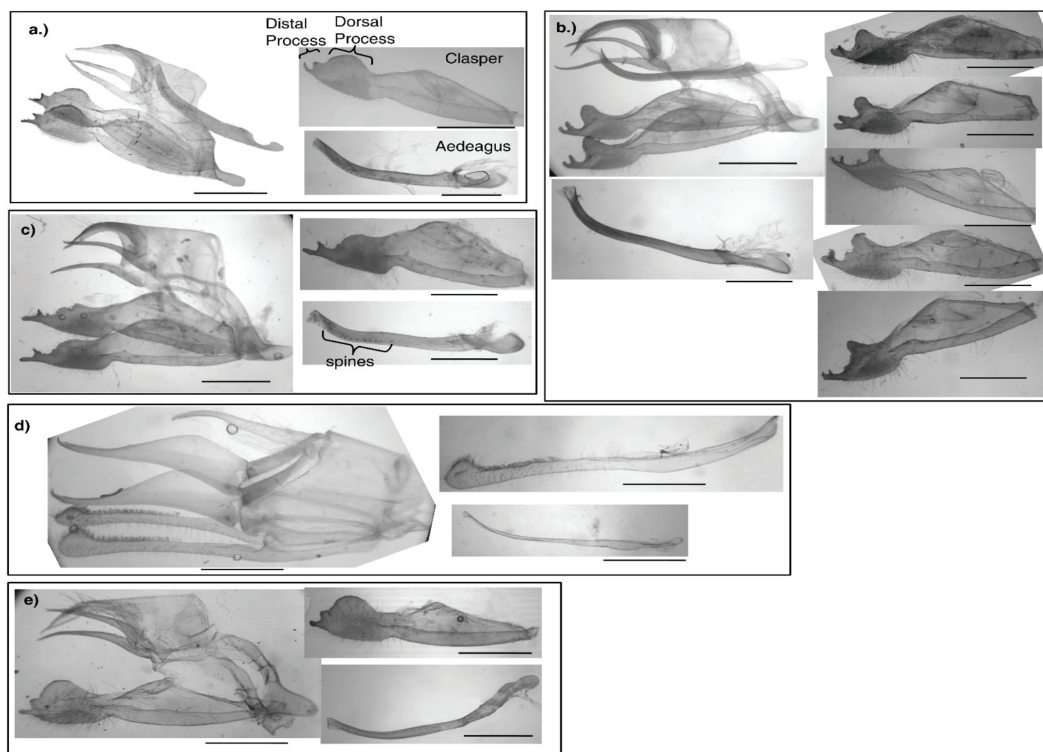 a.)
Distal
Process
Dorsal
Process
Clasper
Aedeagus
b.)
c)
spines
d)
e)